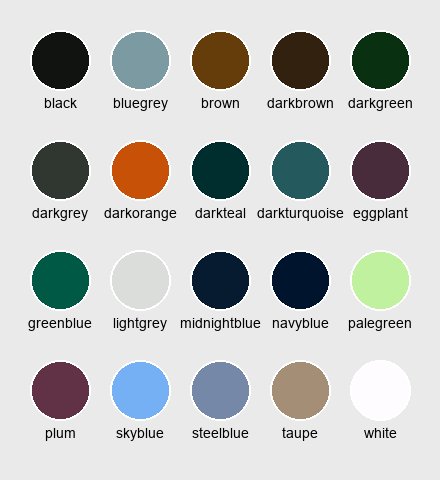 black bluegrey brown darkbrown darkgreen
darkgrey darkorange darkteal darkturquoise eggplant
greenblue lightgrey midnightblue navyblue palegreen
plum skyblue steelblue taupe white